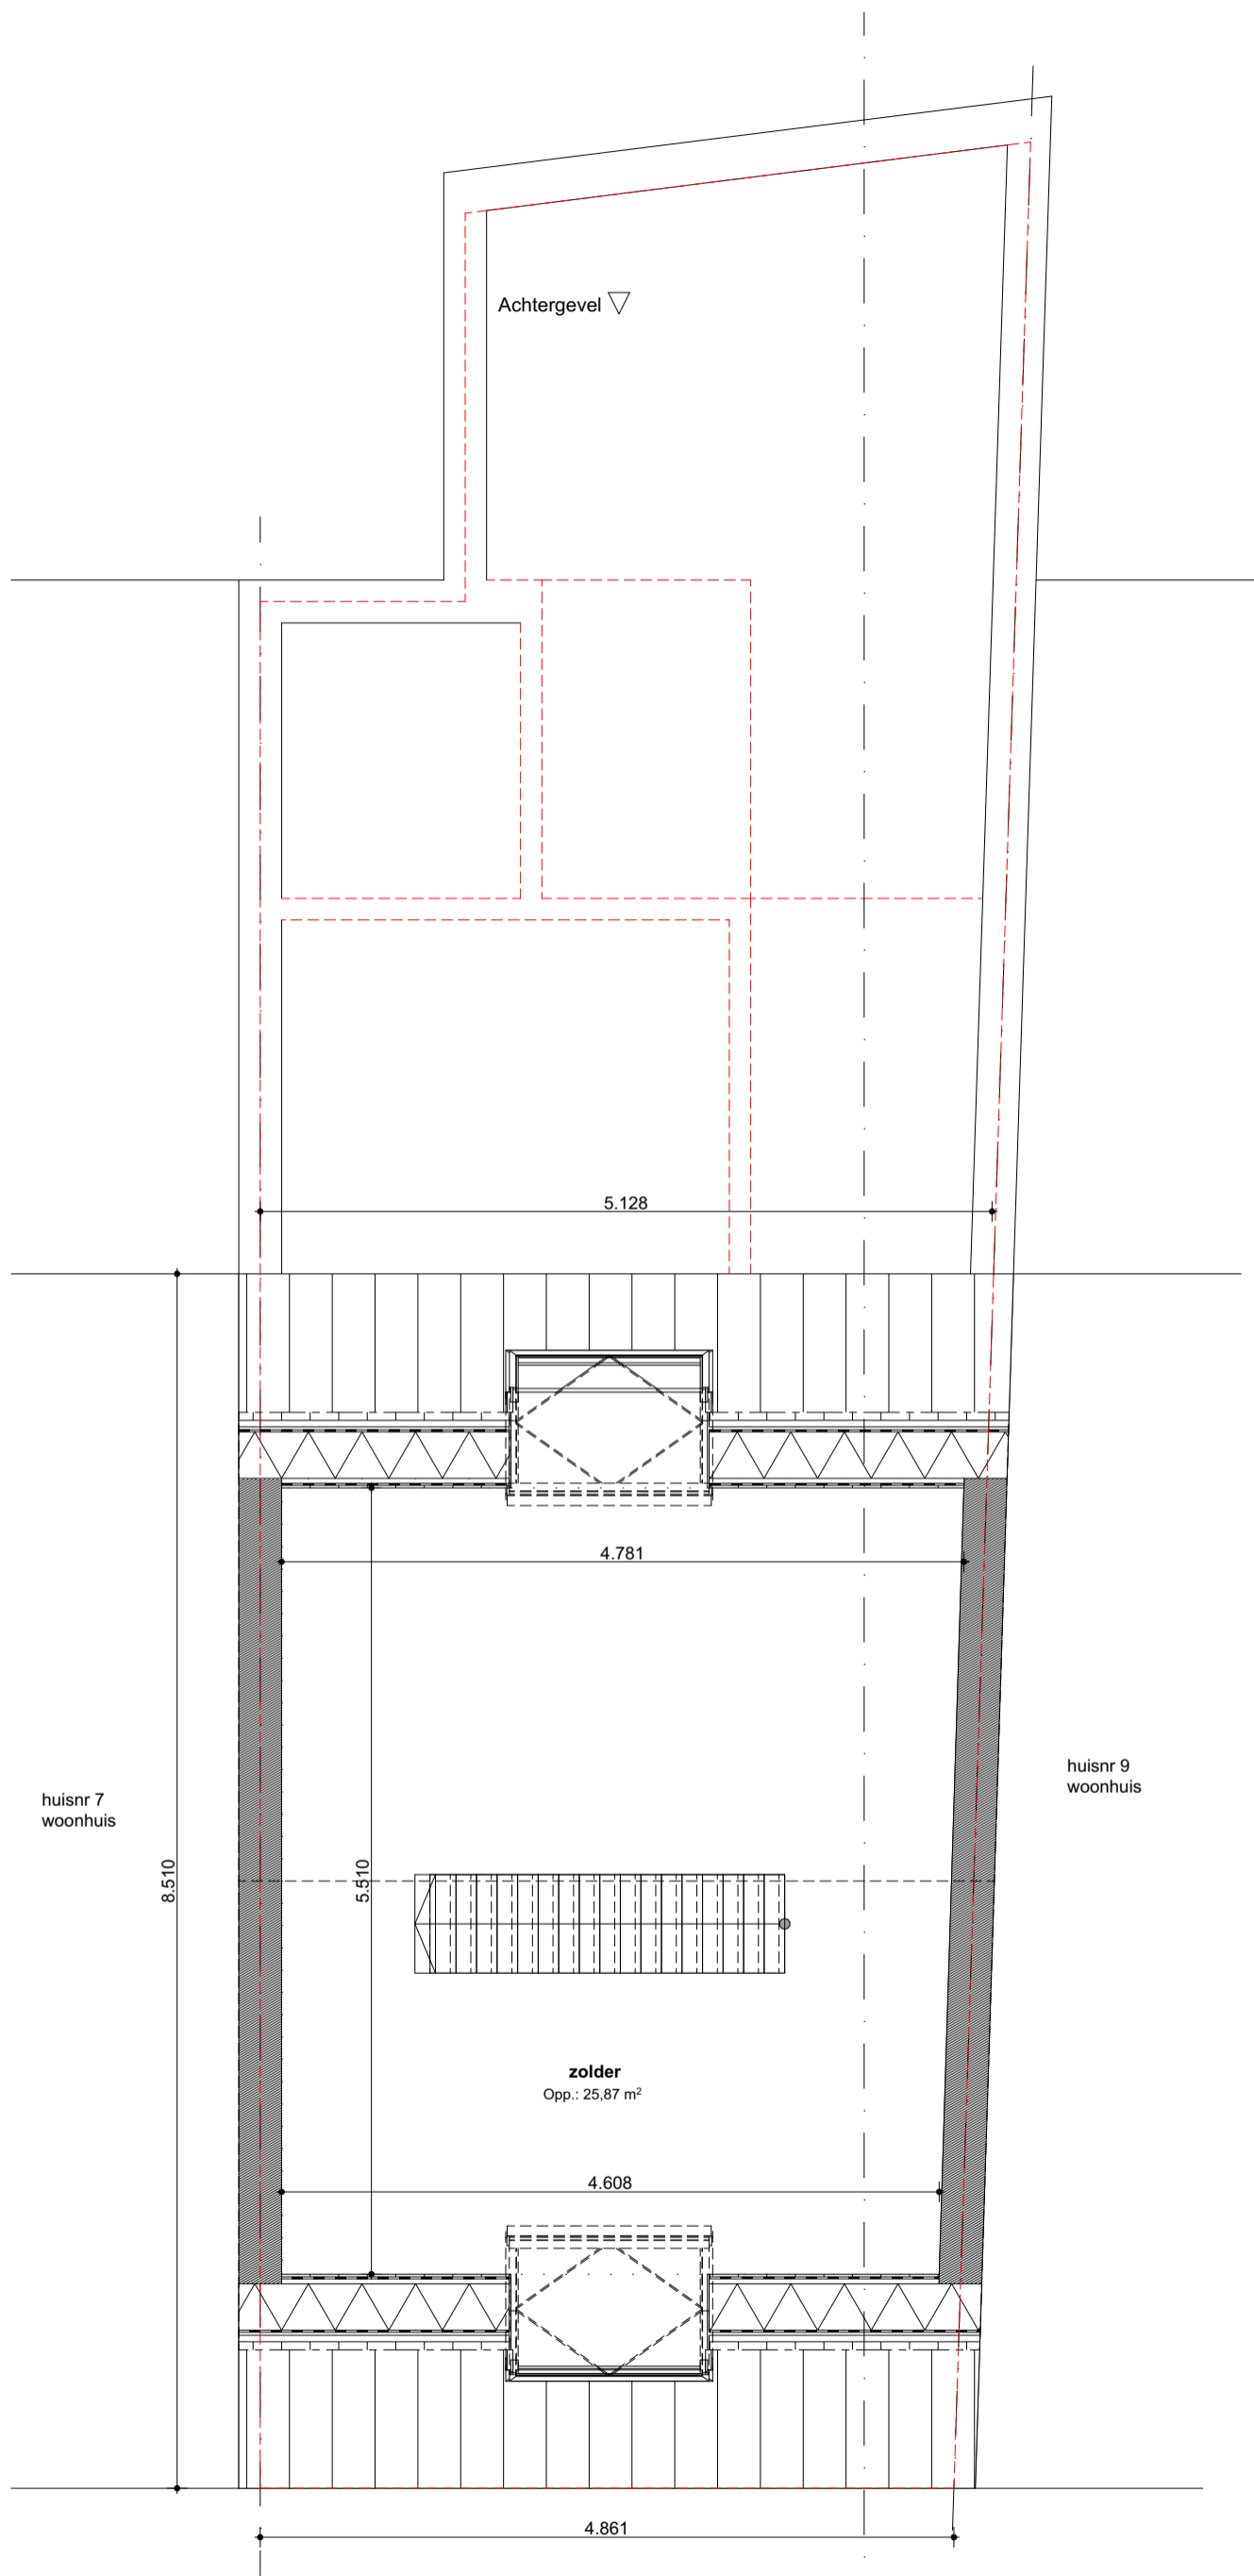 Achtergevel
5.128
4.781
huisnr 9
woonhuis
huisnr 7
woonhuis
8.510
5.510
zolder
Opp.: 25,87 m²
4.608
4.861